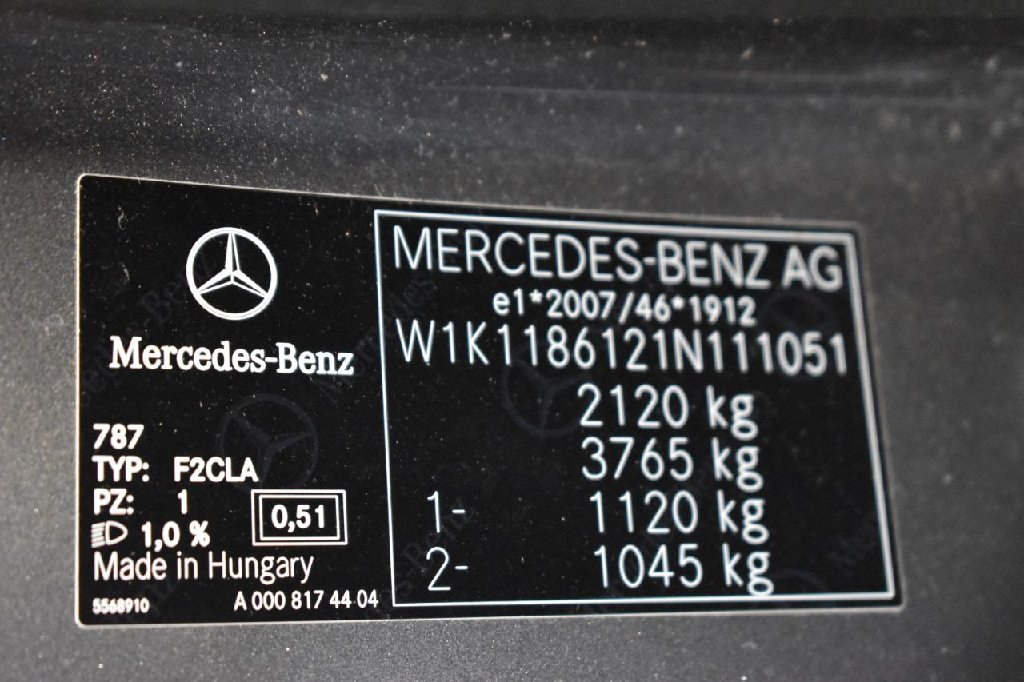 Mercedes-Benz
787
TYP: F2CLA
PZ: 1
1,0 %
0,51
Made in Hungary
5568910
A 000 817 44 04
MERCEDES-BENZ AG
e1*2007/46*1912
W1K1186121N111051
2120 kg
3765 kg
1- 1120 kg
2- 1045 kg